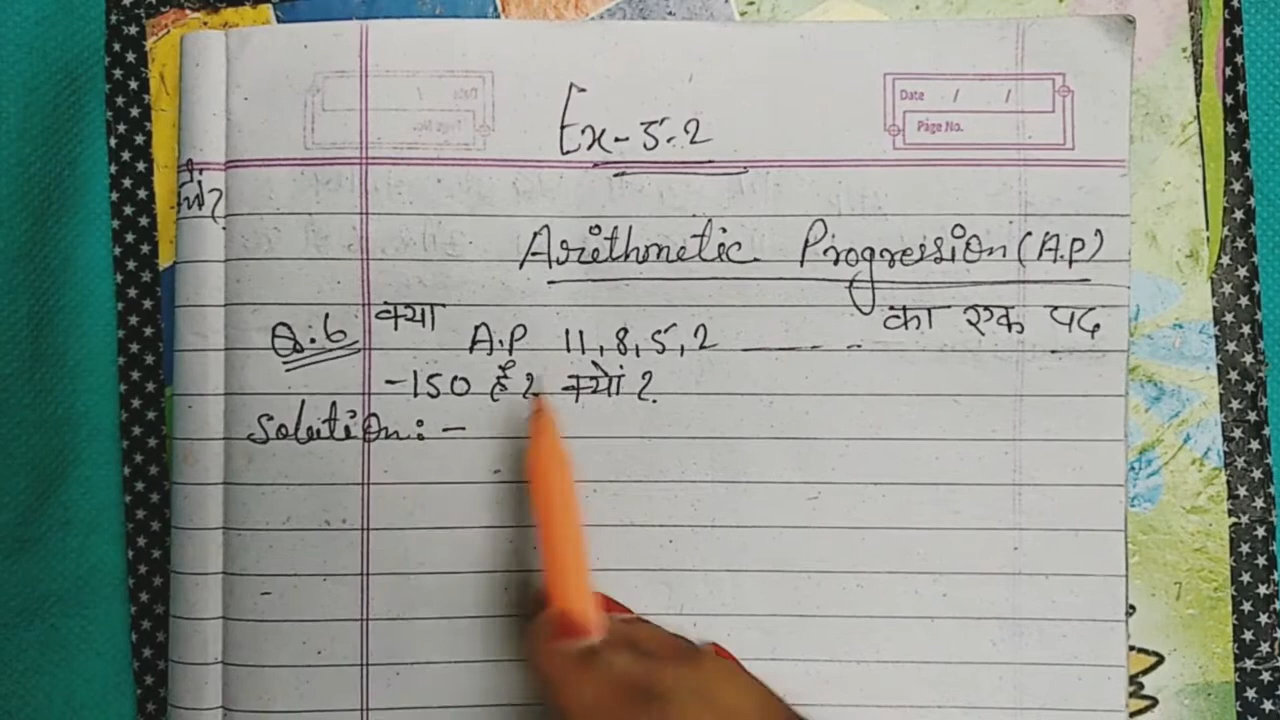 Ex-5.2
Date / /
Page No.
Arithmetic Progression (A.P)
Q.6 क्या A.P 11, 8, 5, 2 ---- का एक पद
-150 है? क्यों?
Solution:-